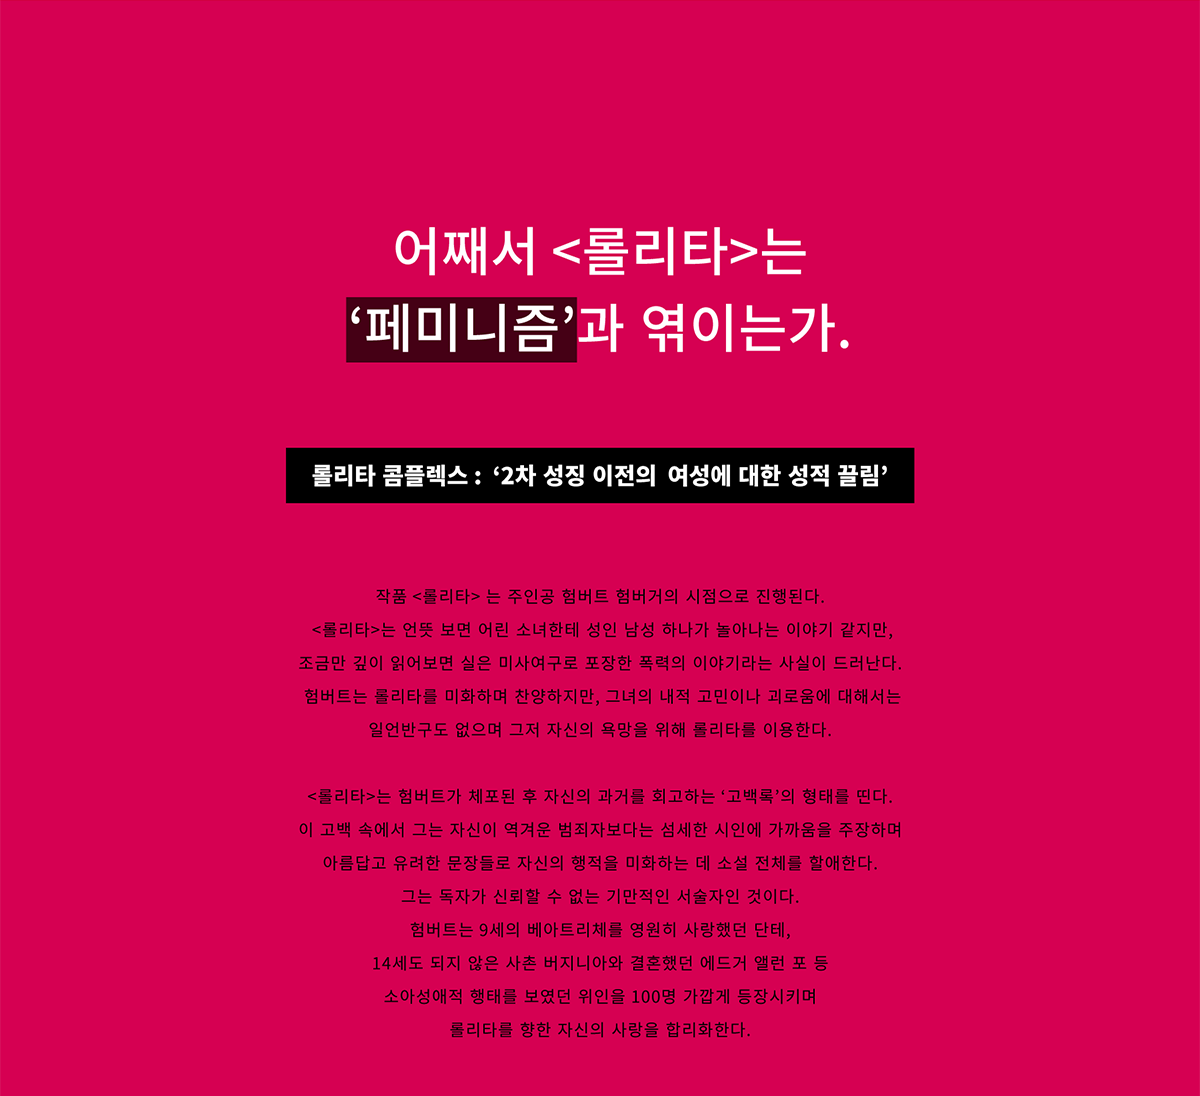 어째서 <롤리타>는
‘페미니즘’과 엮이는가.
롤리타 콤플렉스 : ‘2차 성징 이전의 여성에 대한 성적 끌림’
작품 <롤리타> 는 주인공 험버트 험버거의 시점으로 진행된다.
<롤리타>는 언뜻 보면 어린 소녀한테 성인 남성 하나가 놀아나는 이야기 같지만,
조금만 깊이 읽어보면 실은 미사여구로 포장한 폭력의 이야기라는 사실이 드러난다.
험버트는 롤리타를 미화하며 찬양하지만, 그녀의 내적 고민이나 괴로움에 대해서는
일언반구도 없으며 그저 자신의 욕망을 위해 롤리타를 이용한다.
<롤리타>는 험버트가 체포된 후 자신의 과거를 회고하는 ‘고백록’의 형태를 띤다.
이 고백 속에서 그는 자신이 역겨운 범죄자보다는 섬세한 시인에 가까움을 주장하며
아름답고 유려한 문장들로 자신의 행적을 미화하는 데 소설 전체를 할애한다.
그는 독자가 신뢰할 수 없는 기만적인 서술자인 것이다.
험버트는 9세의 베아트리체를 영원히 사랑했던 단테,
14세도 되지 않은 사촌 버지니아와 결혼했던 에드거 앨런 포 등
소아성애적 행태를 보였던 위인을 100명 가깝게 등장시키며
롤리타를 향한 자신의 사랑을 합리화한다.